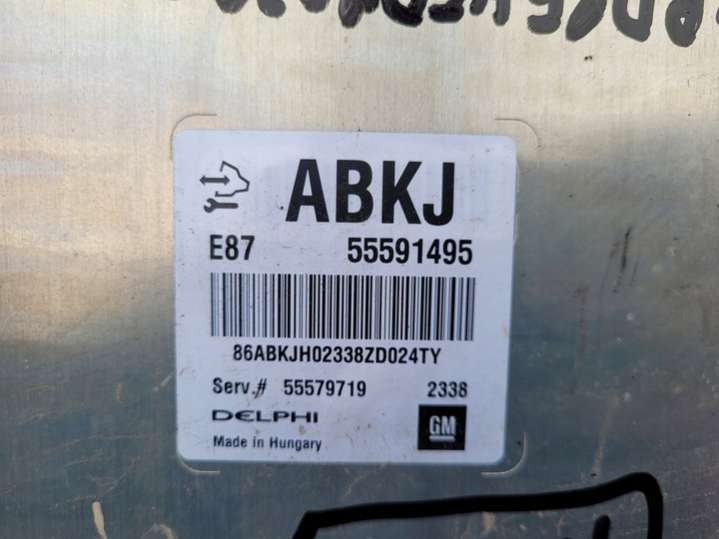 ABKJ
E87 55591495
86ABKJH02338ZD024TY
Serv.# 55579719 2338
DELPHI GM
Made in Hungary